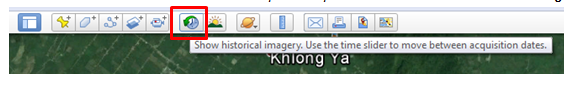 Show historical imagery. Use the time slider to move between acquisition dates.
Khlong Ya